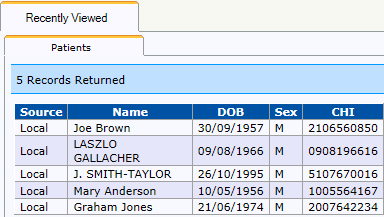 Recently Viewed
Patients
5 Records Returned
Source Name DOB Sex CHI
Local Joe Brown 30/09/1957 M 2106560850
Local LASZLO GALLACHER 09/08/1966 M 0908196616
Local J. SMITH-TAYLOR 26/10/1995 M 5107670016
Local Mary Anderson 10/05/1956 M 1005564167
Local Graham Jones 21/06/1974 M 2007642234